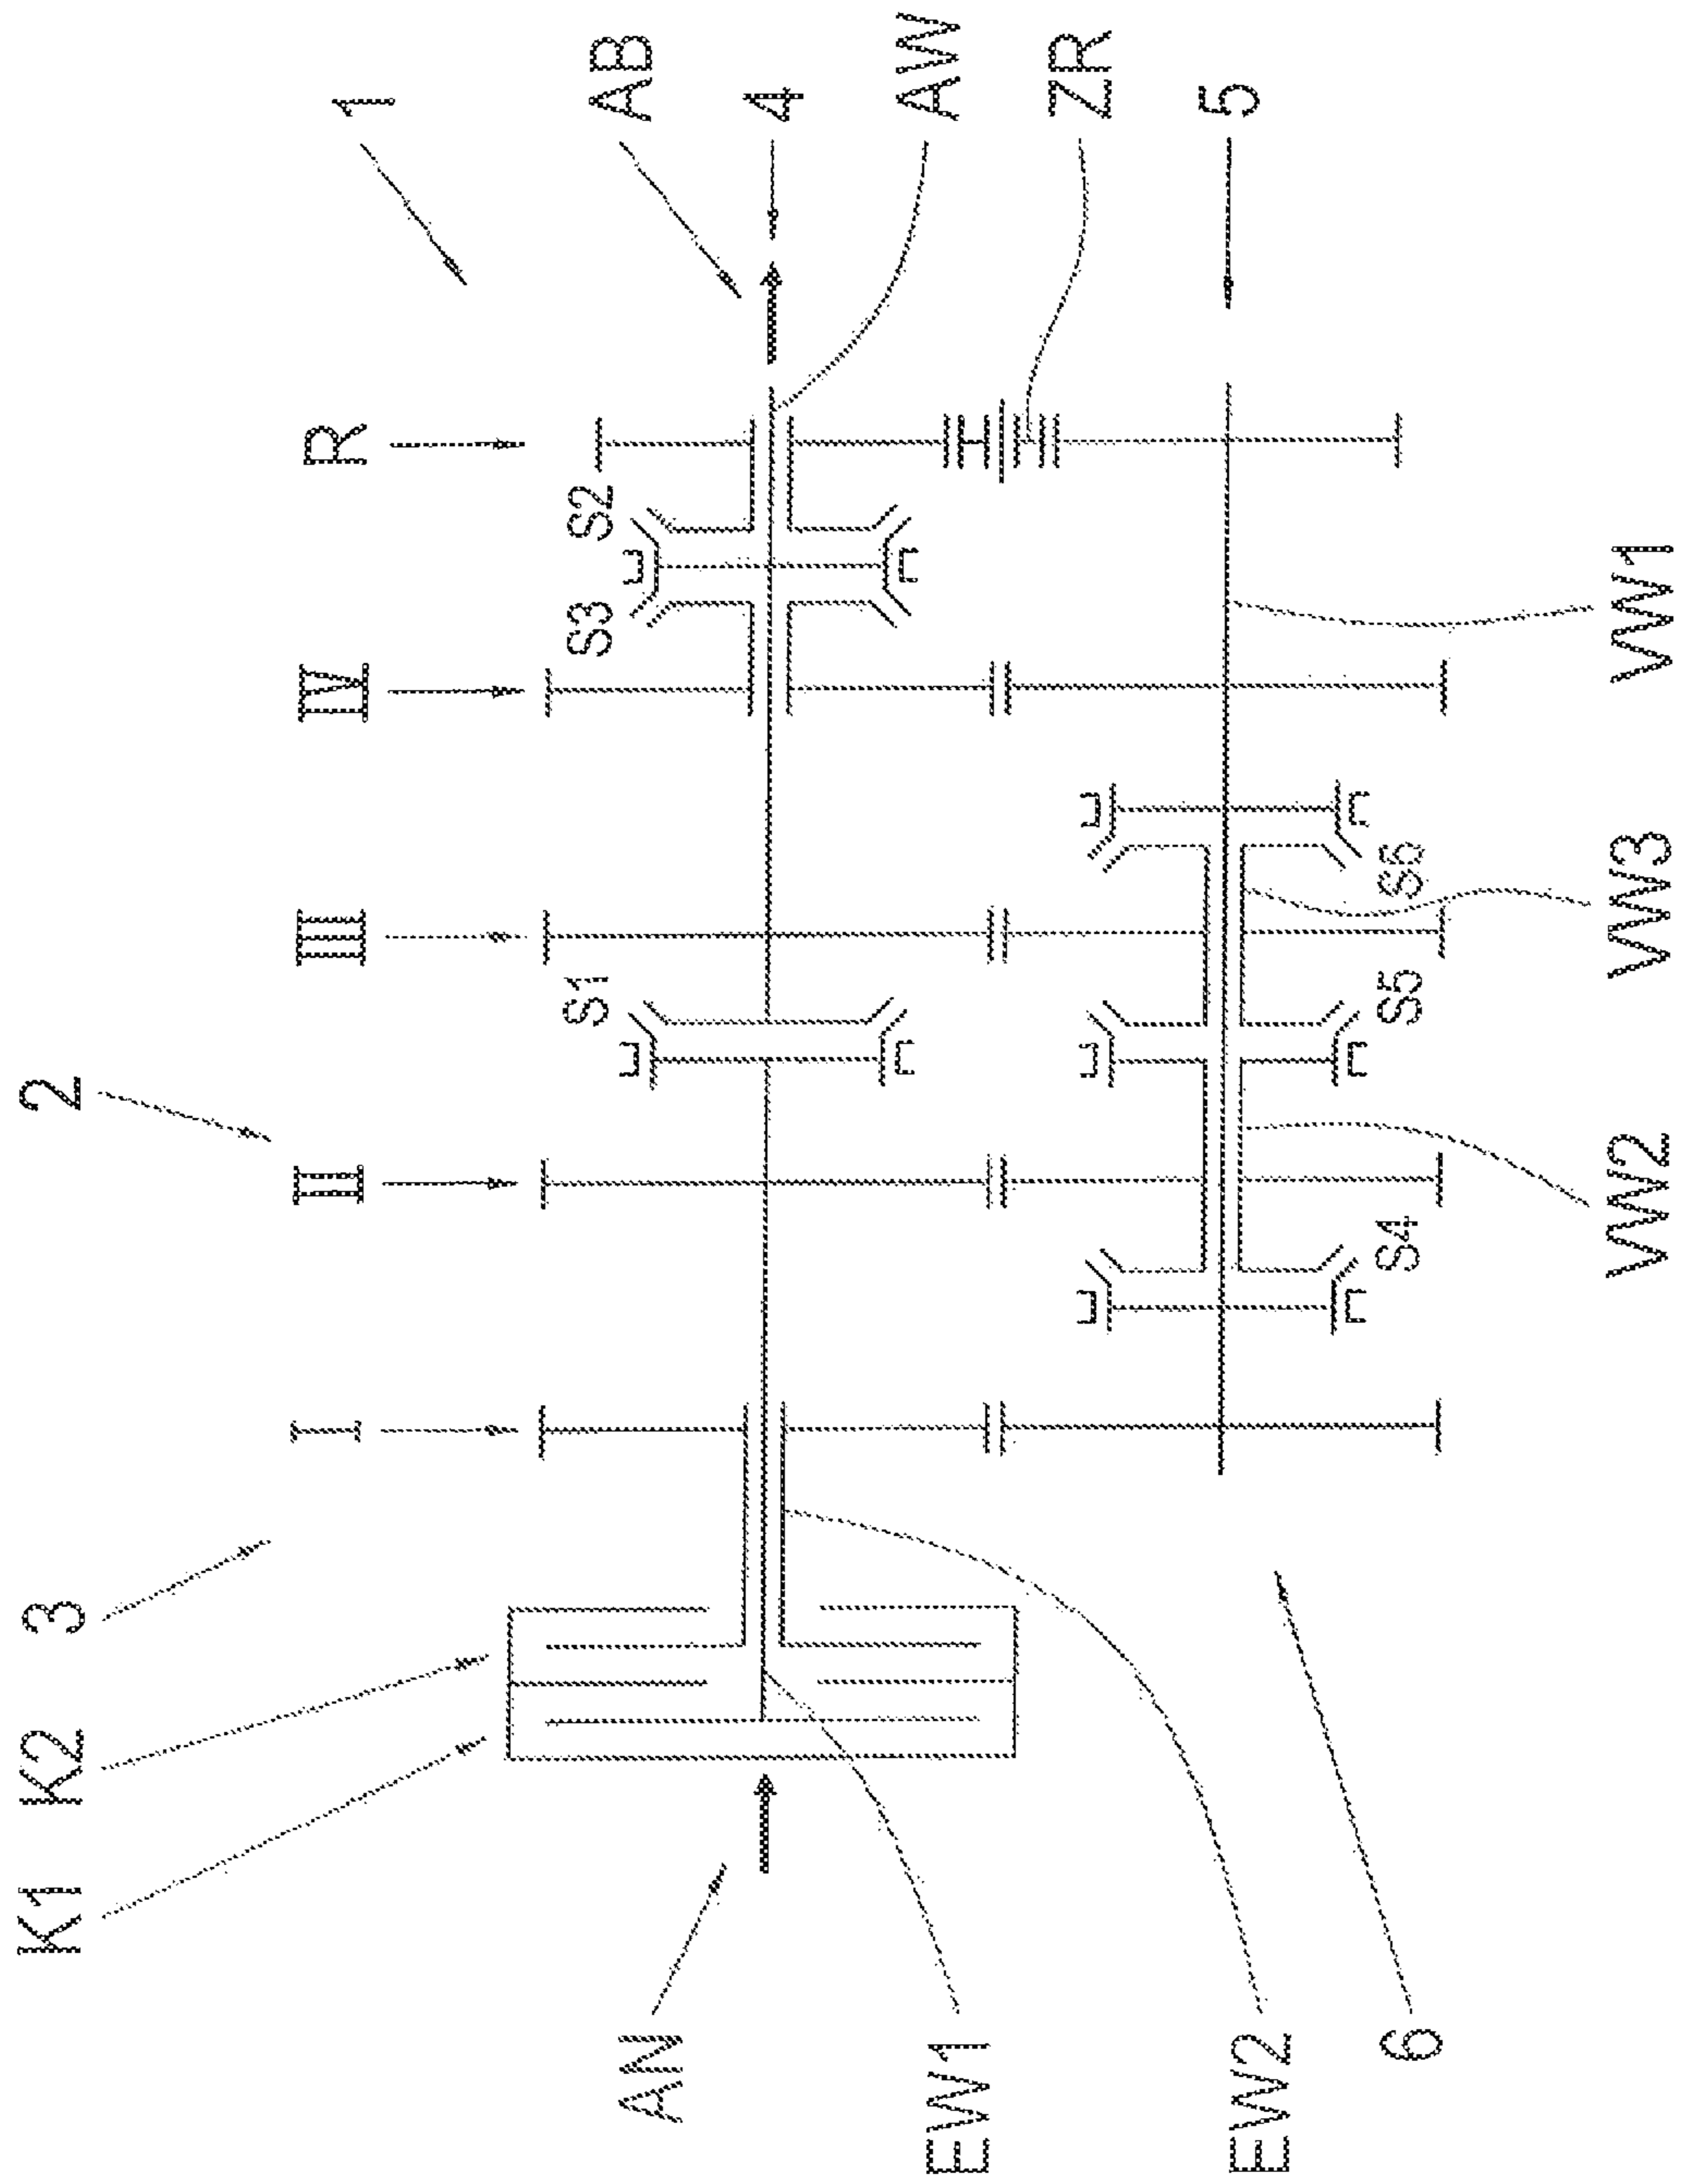 K1 K2 3 2
I II III IV R 1
S1 S3 S2
AN AB
4
EW1 AW
ZR
EW2 5
6 S4 S5 S6
VW2 VW3 VW1